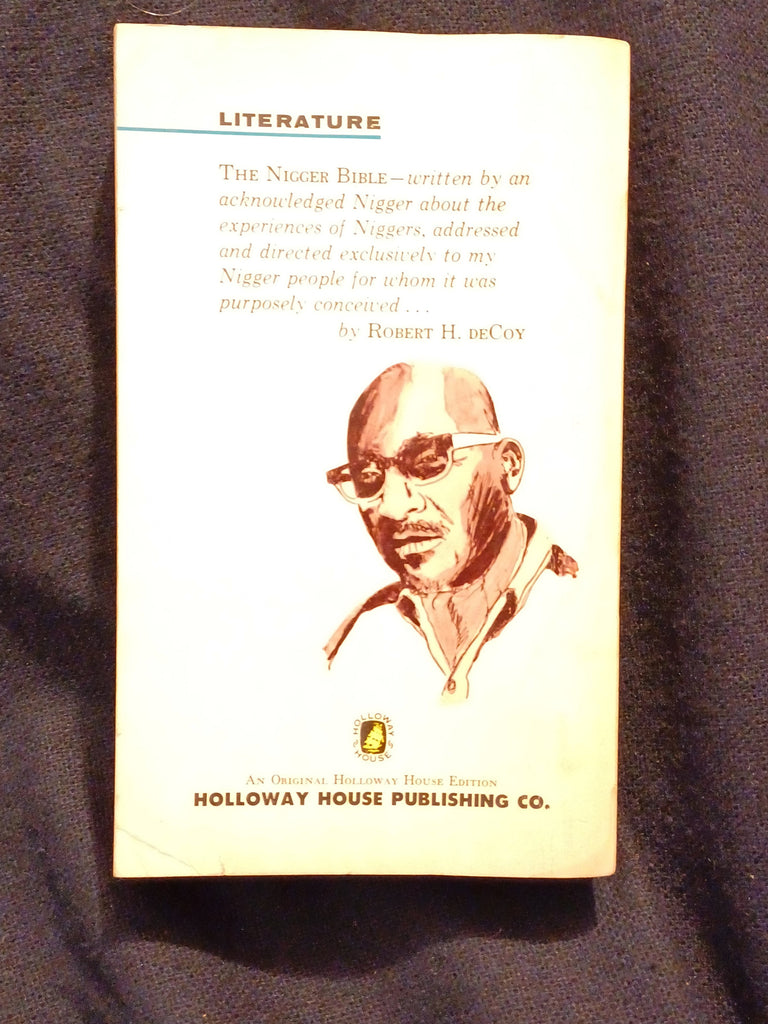 LITERATURE
THE NIGGER BIBLE—written by an
acknowledged Nigger about the
experiences of Niggers, addressed
and directed exclusively to my
Nigger people for whom it was
purposely conceived ...
by ROBERT H. DECOY
HOLLOWAY
HOUSE
AN ORIGINAL HOLLOWAY HOUSE EDITION
HOLLOWAY HOUSE PUBLISHING CO.